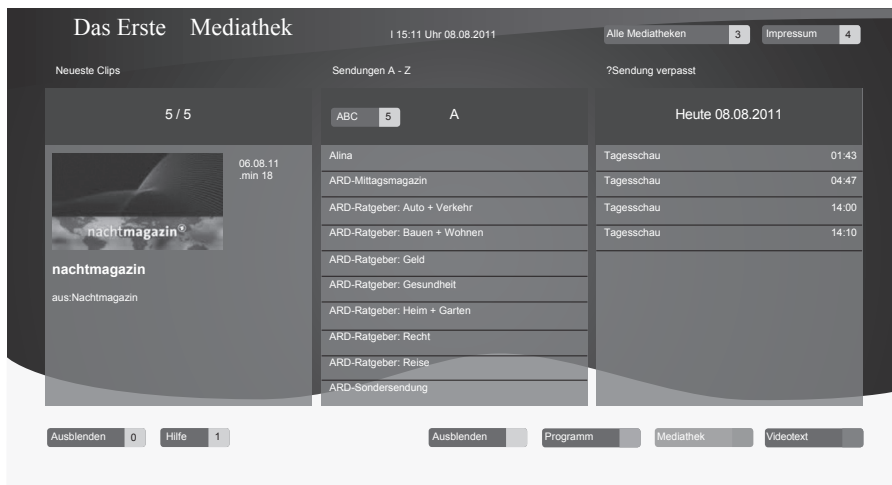 Das Erste Mediathek
I 15:11 Uhr 08.08.2011
Alle Mediatheken 3
Impressum 4
Neueste Clips
Sendungen A - Z
?Sendung verpasst
5 / 5
ABC 5
A
Heute 08.08.2011
nachtmagazin
06.08.11
.min 18
nachtmagazin
aus:Nachtmagazin
Alina
ARD-Mittagsmagazin
ARD-Ratgeber: Auto + Verkehr
ARD-Ratgeber: Bauen + Wohnen
ARD-Ratgeber: Geld
ARD-Ratgeber: Gesundheit
ARD-Ratgeber: Heim + Garten
ARD-Ratgeber: Recht
ARD-Ratgeber: Reise
ARD-Sondersendung
Tagesschau 01:43
Tagesschau 04:47
Tagesschau 14:00
Tagesschau 14:10
Ausblenden 0
Hilfe 1
Ausblenden
Programm
Mediathek
Videotext